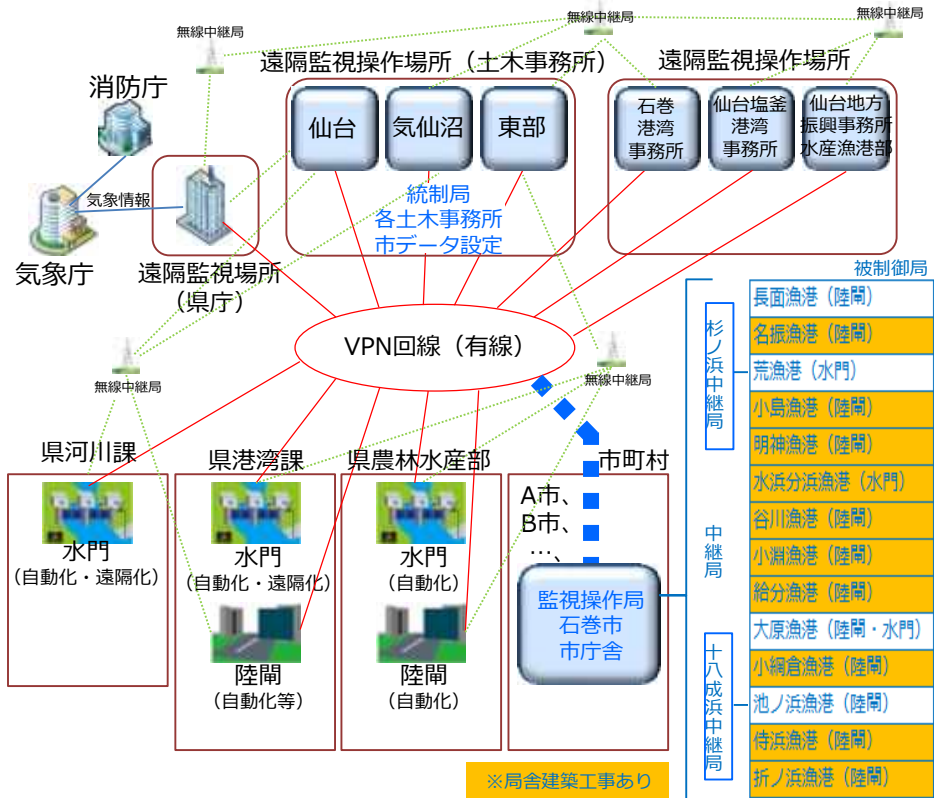 無線中継局
無線中継局
無線中継局
消防庁
気象情報
気象庁
遠隔監視場所
（県庁）
遠隔監視操作場所（土木事務所）
仙台
気仙沼
東部
統制局
各土木事務所
市データ設定
遠隔監視操作場所
石巻
港湾
事務所
仙台塩釜
港湾
事務所
仙台地方
振興事務所
水産漁港部
VPN回線（有線）
無線中継局
無線中継局
県河川課
水門
（自動化・遠隔化）
県港湾課
水門
（自動化・遠隔化）
陸閘
（自動化等）
県農林水産部
水門
（自動化）
陸閘
（自動化）
市町村
A市、
B市、
…、
監視操作局
石巻市
市庁舎
被制御局
杉ノ浜中継局
中継局
十八成浜中継局
長面漁港（陸閘）
名振漁港（陸閘）
荒漁港（水門）
小島漁港（陸閘）
明神漁港（陸閘）
水浜分浜漁港（水門）
谷川漁港（陸閘）
小淵漁港（陸閘）
給分漁港（陸閘）
大原漁港（陸閘・水門）
小網倉漁港（陸閘）
池ノ浜漁港（陸閘）
侍浜漁港（陸閘）
折ノ浜漁港（陸閘）
※局舎建築工事あり